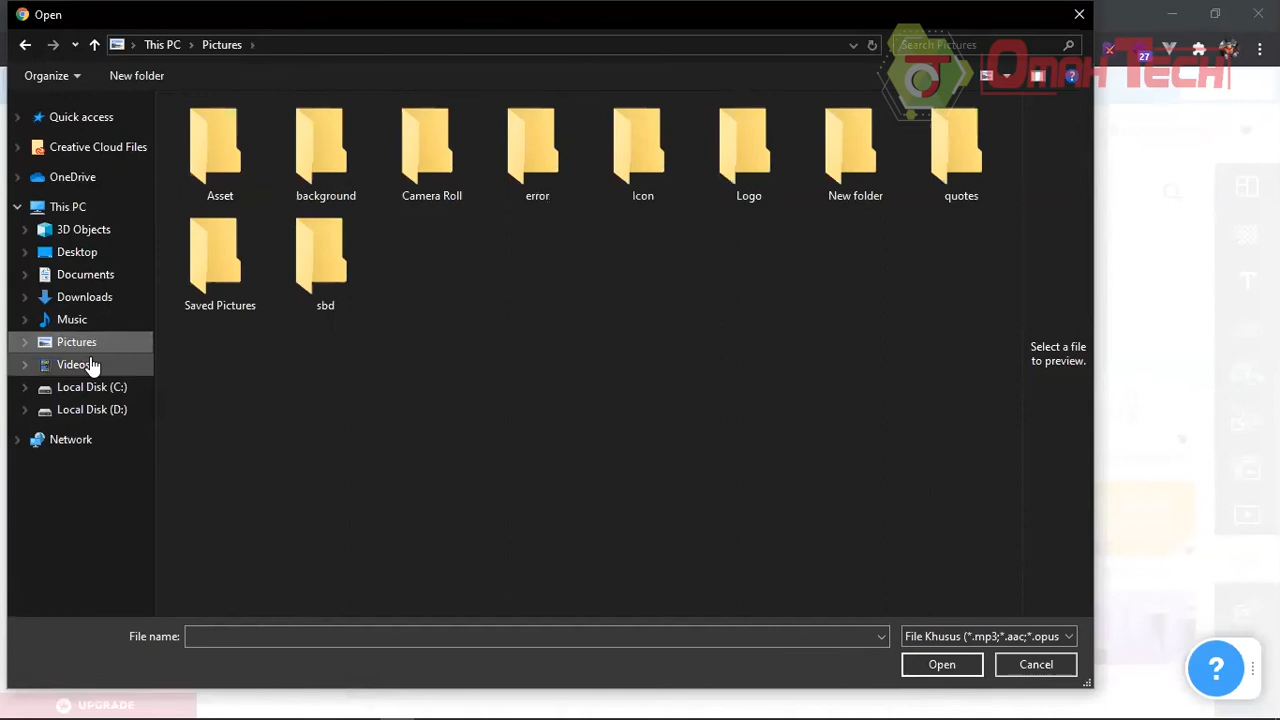 Open
This PC
Pictures
Search Pictures
OMAH TECH
27
Organize
New folder
?
Quick access
Creative Cloud Files
OneDrive
This PC
3D Objects
Desktop
Documents
Downloads
Music
Pictures
Videos
Local Disk (C:)
Local Disk (D:)
Network
Asset
background
Camera Roll
error
Icon
Logo
New folder
quotes
Saved Pictures
sbd
Select a file
to preview.
File name:
File Khusus (*.mp3;*.aac;*.opus
Open
Cancel
?
UPGRADE